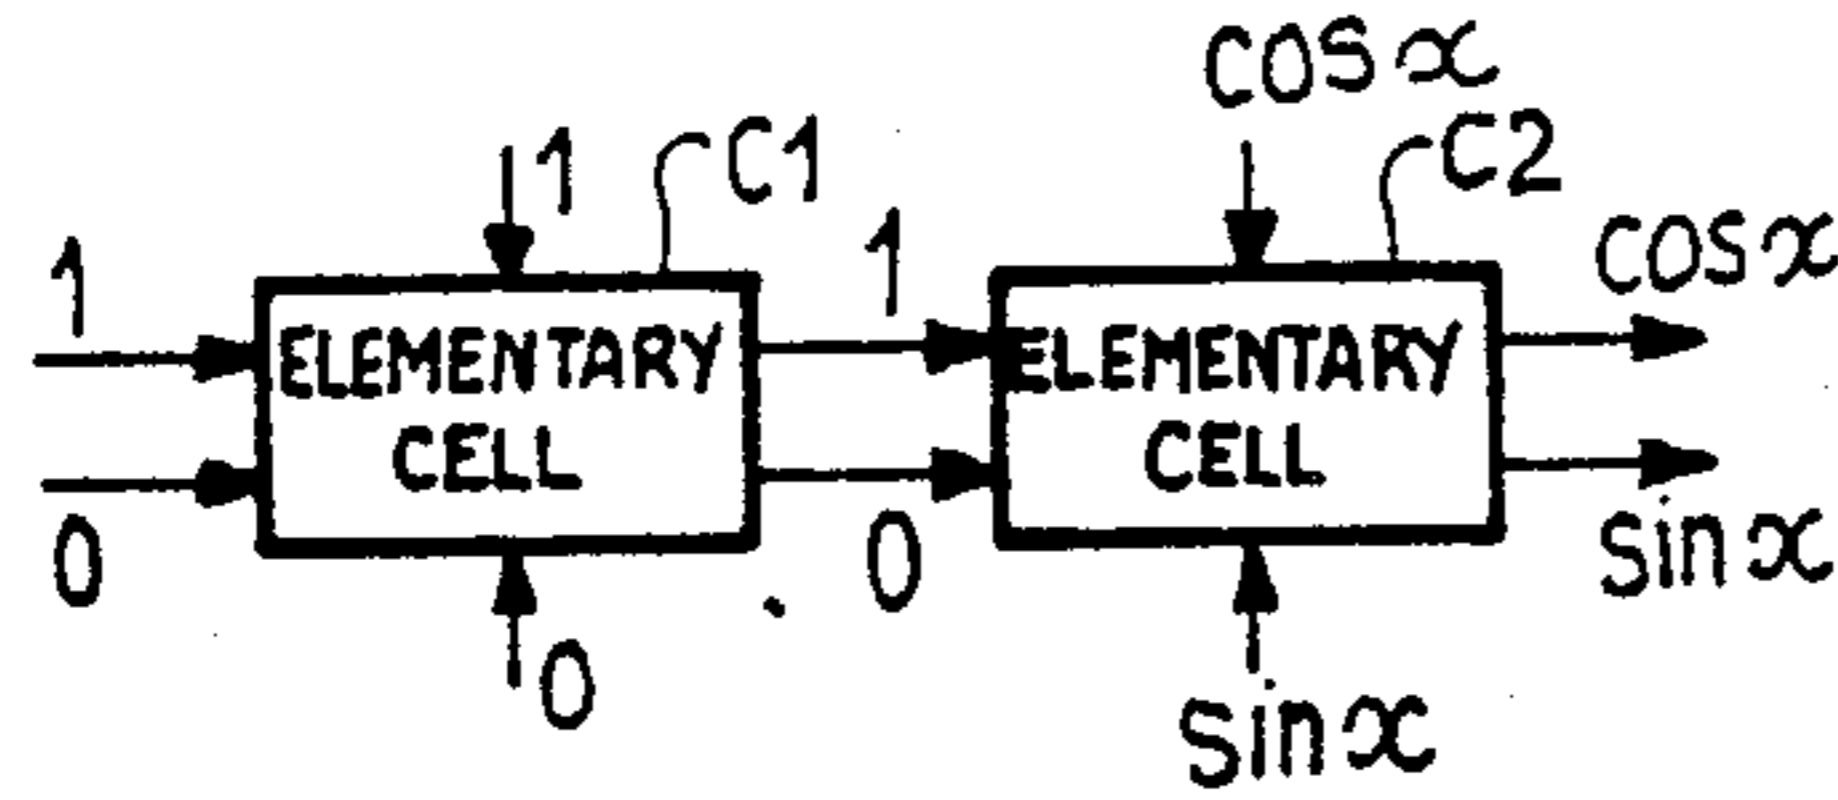 cos x
1 C1 C2
1 1 cos x
ELEMENTARY ELEMENTARY
CELL CELL
0 0 sin x
0 sin x